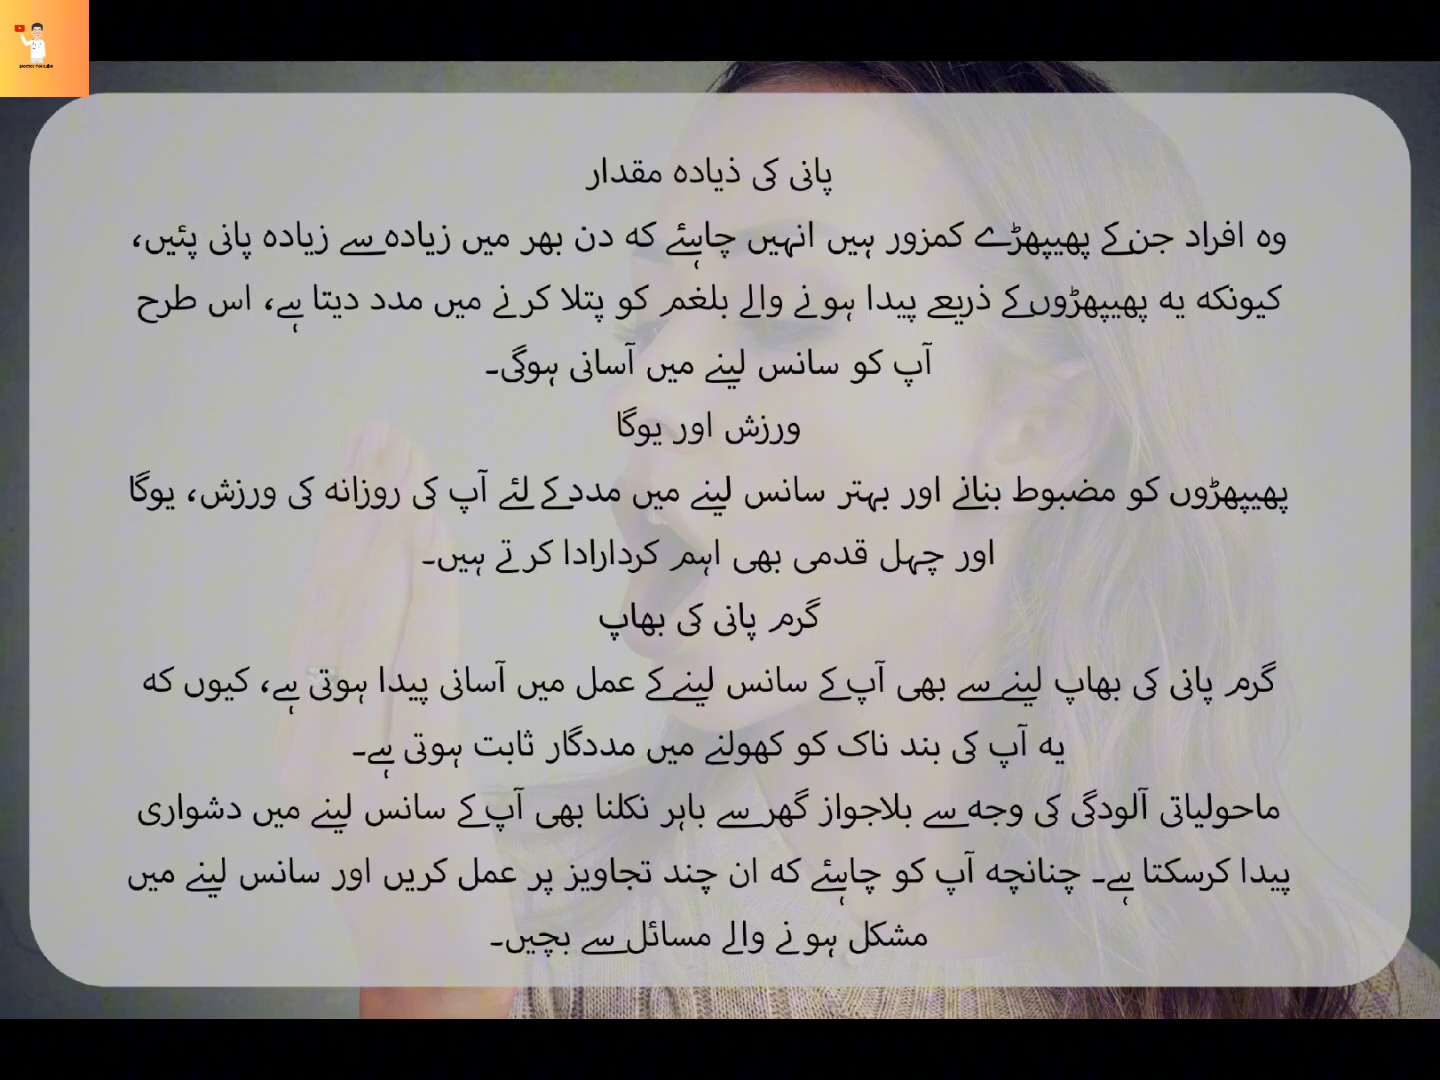 پانی کی ذیادہ مقدار
وہ افراد جن کے پھیپھڑے کمزور ہیں انہیں چاہئے کہ دن بھر میں زیادہ سے زیادہ پانی پئیں،
کیونکہ یہ پھیپھڑوں کے ذریعے پیدا ہونے والے بلغم کو پتلا کرنے میں مدد دیتا ہے، اس طرح
آپ کو سانس لینے میں آسانی ہوگی۔
ورزش اور یوگا
پھیپھڑوں کو مضبوط بنانے اور بہتر سانس لینے میں مدد کے لئے آپ کی روزانہ کی ورزش، یوگا
اور چہل قدمی بھی اہم کردارادا کرتے ہیں۔
گرم پانی کی بھاپ
گرم پانی کی بھاپ لینے سے بھی آپ کے سانس لینے کے عمل میں آسانی پیدا ہوتی ہے، کیوں کہ
یہ آپ کی بند ناک کو کھولنے میں مددگار ثابت ہوتی ہے۔
ماحولیاتی آلودگی کی وجہ سے بلاجواز گھر سے باہر نکلنا بھی آپ کے سانس لینے میں دشواری
پیدا کرسکتا ہے۔ چنانچہ آپ کو چاہئے کہ ان چند تجاویز پر عمل کریں اور سانس لینے میں
مشکل ہونے والے مسائل سے بچیں۔